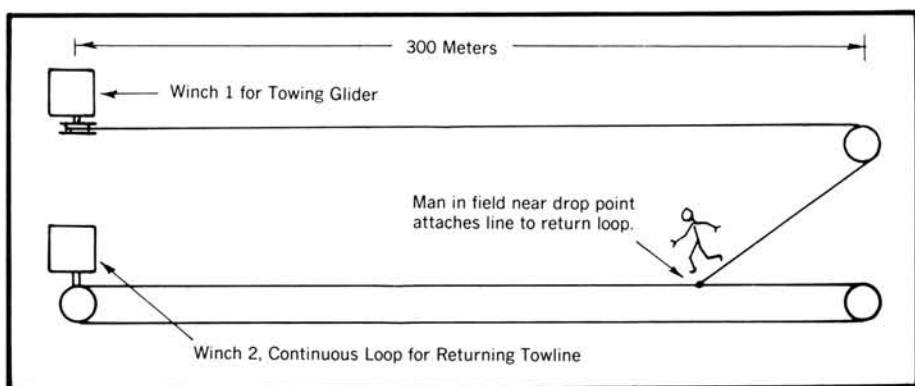 300 Meters
Winch 1 for Towing Glider
Man in field near drop point
attaches line to return loop.
Winch 2, Continuous Loop for Returning Towline